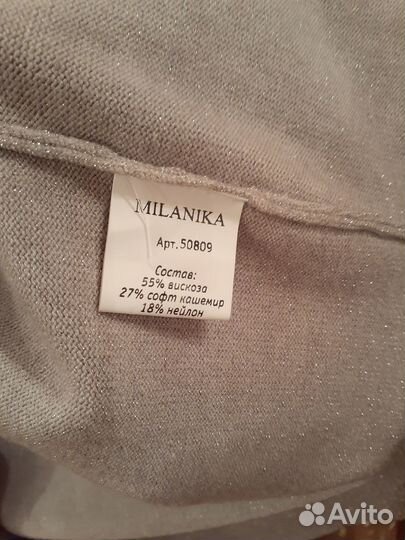 MILANIKA
Арт.50809
Состав:
55% вискоза
27% софт кашемир
18% нейлон
Avito